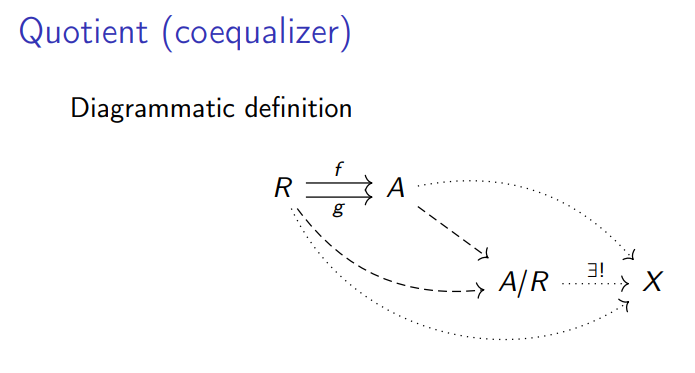 Quotient (coequalizer)
Diagrammatic definition
f
R A
g
∃!
A/R X